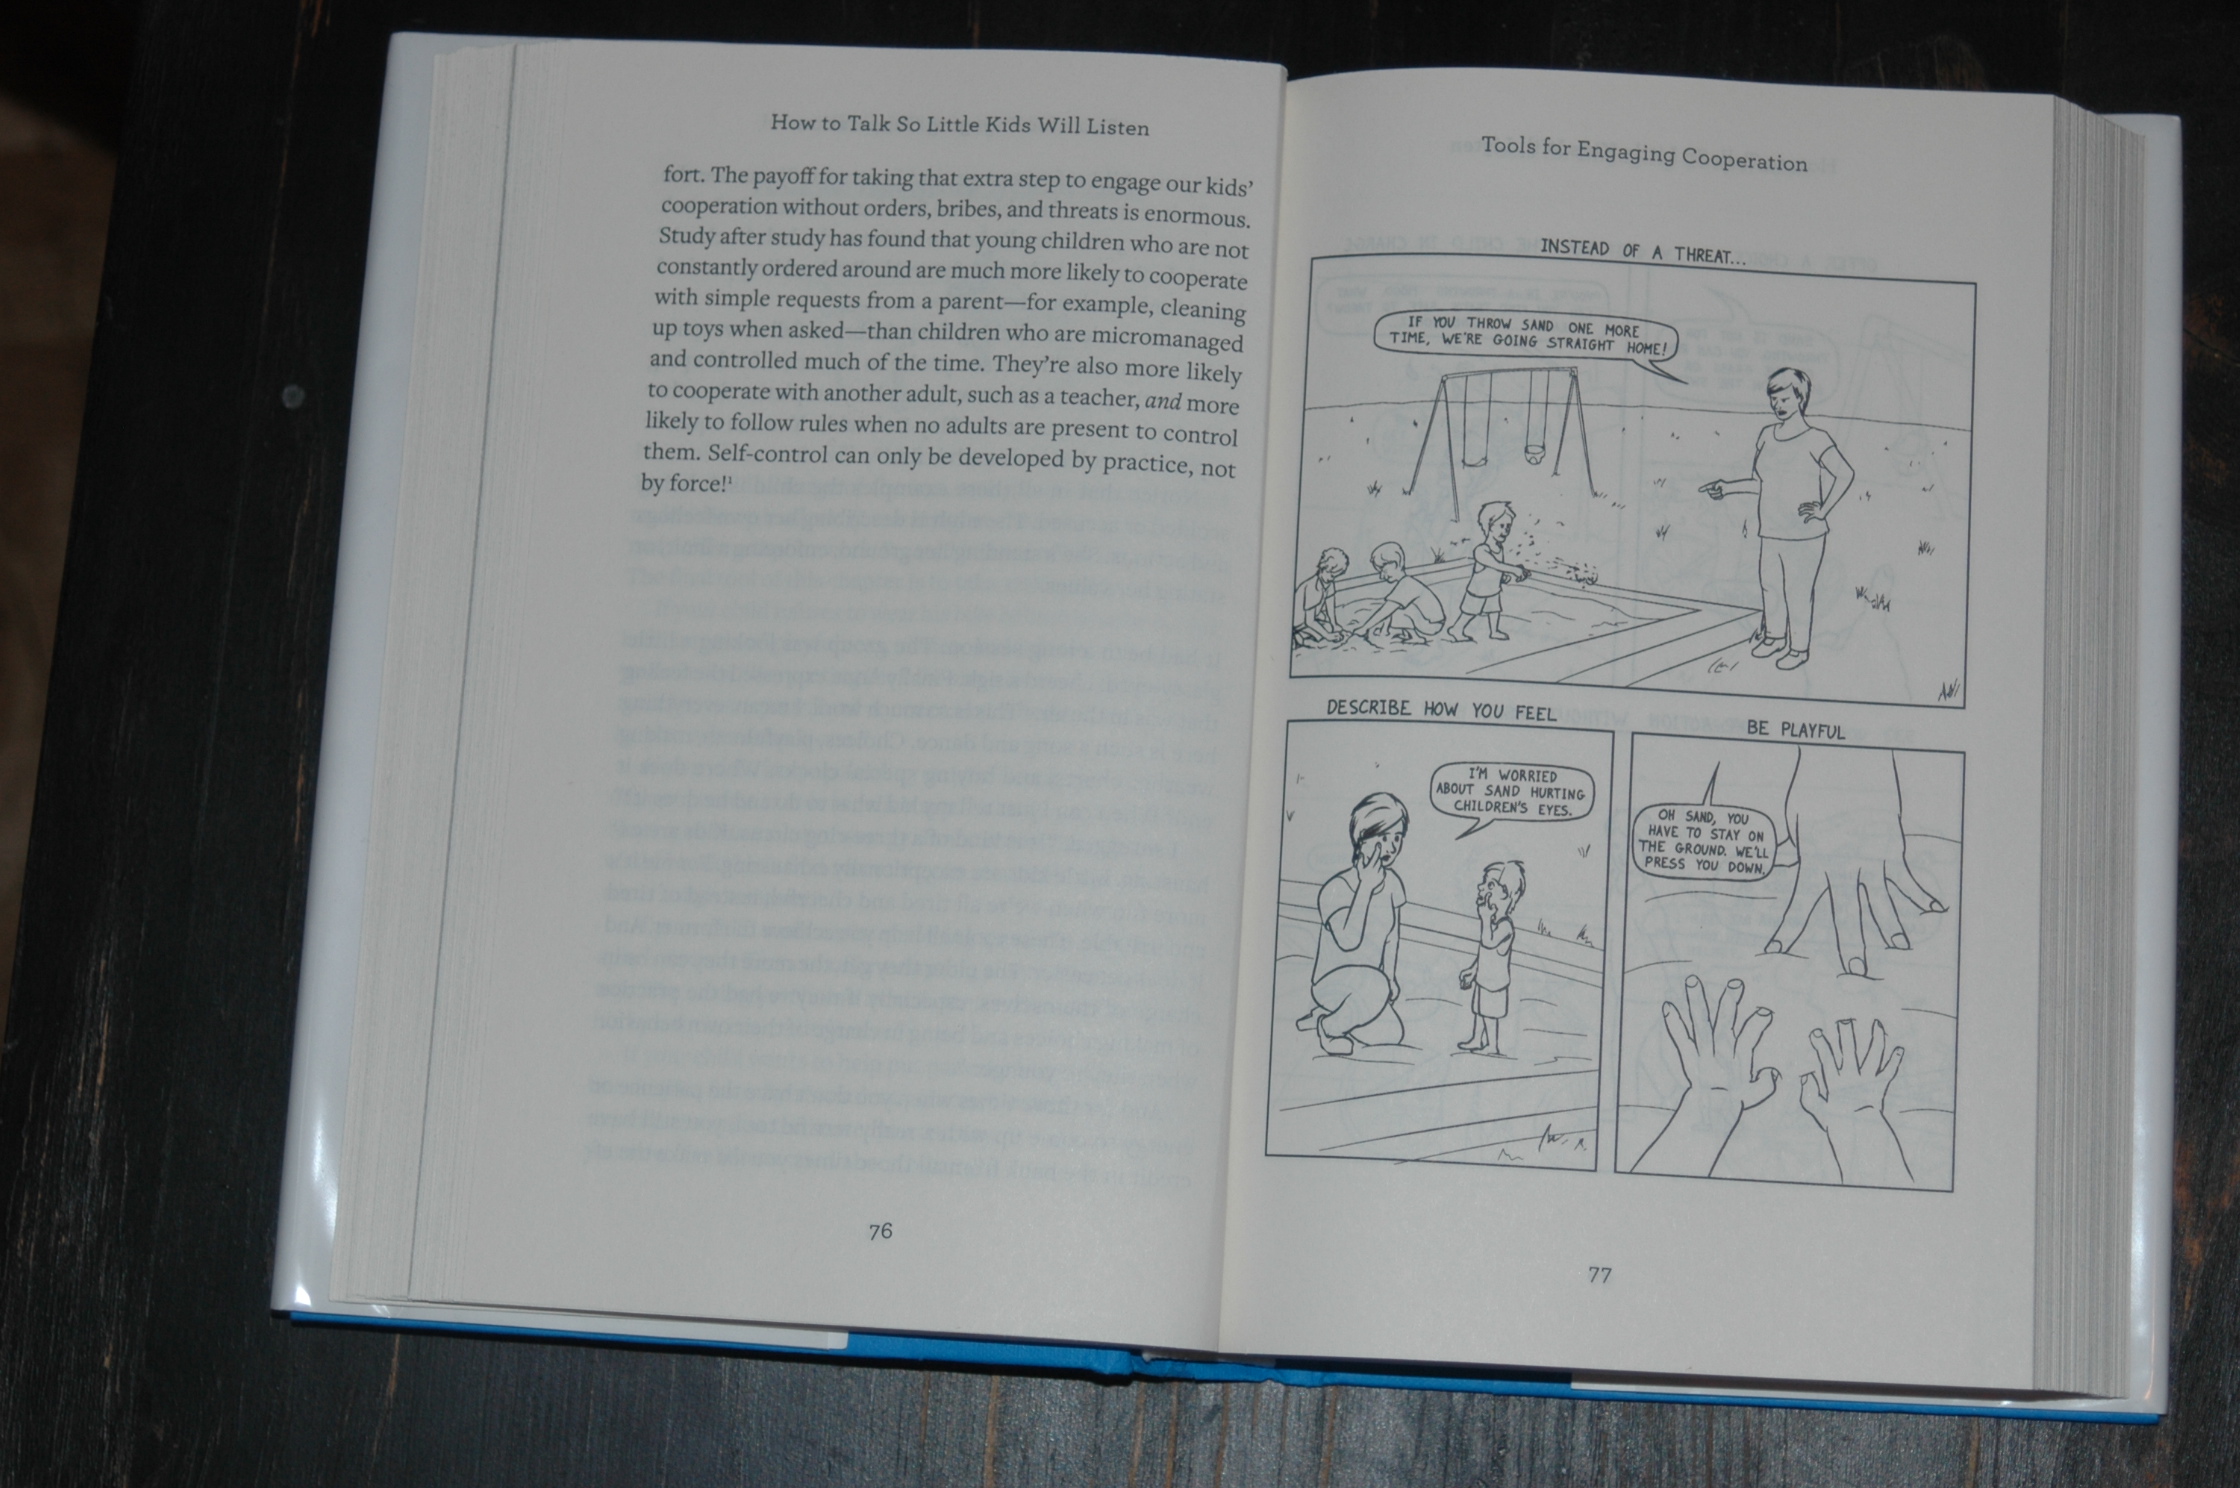 How to Talk So Little Kids Will Listen
fort. The payoff for taking that extra step to engage our kids’
cooperation without orders, bribes, and threats is enormous.
Study after study has found that young children who are not
constantly ordered around are much more likely to cooperate
with simple requests from a parent—for example, cleaning
up toys when asked—than children who are micromanaged
and controlled much of the time. They’re also more likely
to cooperate with another adult, such as a teacher, and more
likely to follow rules when no adults are present to control
them. Self-control can only be developed by practice, not
by force!¹
76
Tools for Engaging Cooperation
INSTEAD OF A THREAT...
IF YOU THROW SAND ONE MORE
TIME, WE'RE GOING STRAIGHT HOME!
DESCRIBE HOW YOU FEEL
I'M WORRIED
ABOUT SAND HURTING
CHILDREN'S EYES.
BE PLAYFUL
OH SAND, YOU
HAVE TO STAY ON
THE GROUND. WE'LL
PRESS YOU DOWN.
77